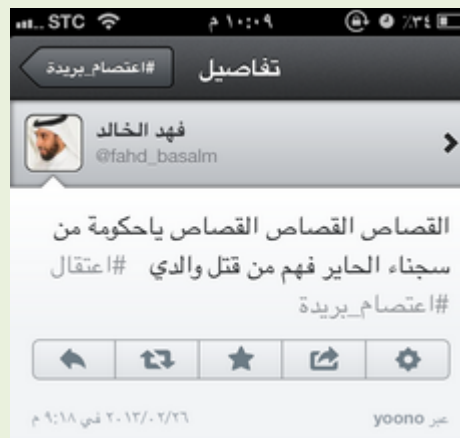 STC ١٠:٠٩ م ٪٣٤
#اعتصام_بريدة تفاصيل
فهد الخالد
@fahd_basalm
القصاص القصاص القصاص ياحكومة من
سجناء الحاير فهم من قتل والدي #اعتقال
#اعتصام_بريدة
٢٠١٣/٠٢/٢٦ في ٩:١٨ م عبر yoono